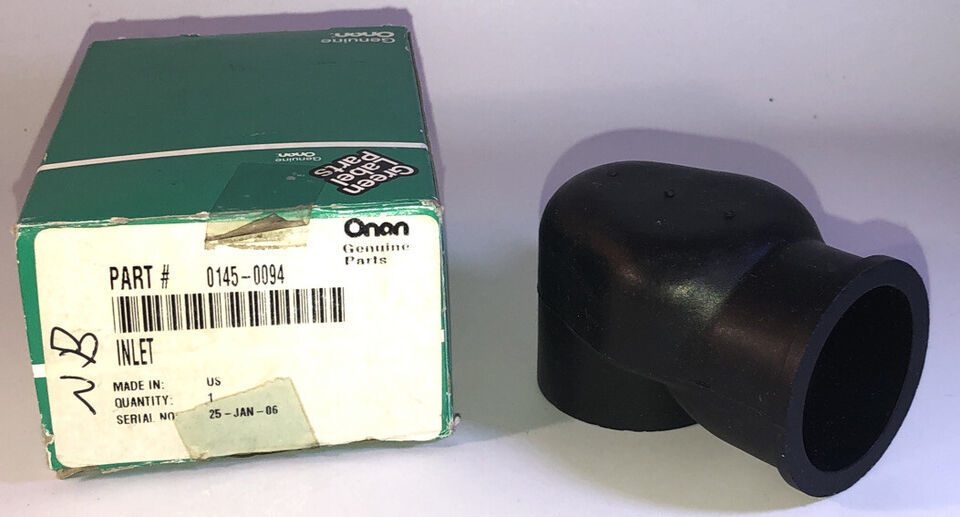 Genuine
Onan
Genuine
Onan
Green
Label
Parts
Onan
Genuine
Parts
PART # 0145-0094
INLET
NB
MADE IN: US
QUANTITY: 1
SERIAL NO: 25-JAN-06